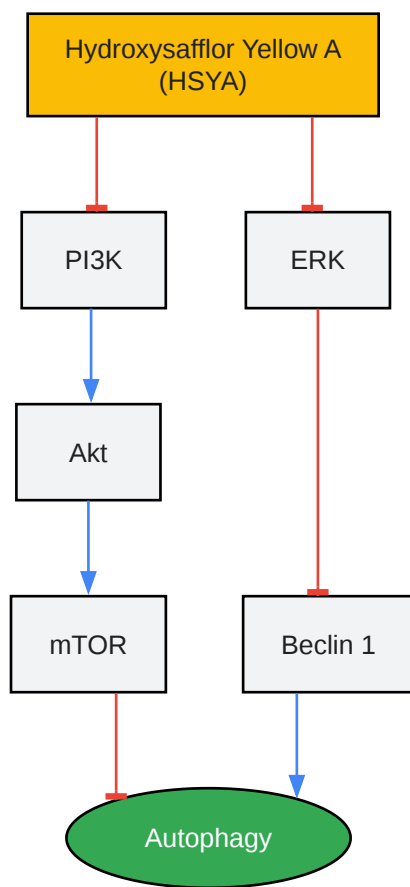 Hydroxysafflor Yellow A
(HSYA)
PI3K
ERK
Akt
mTOR
Beclin 1
Autophagy